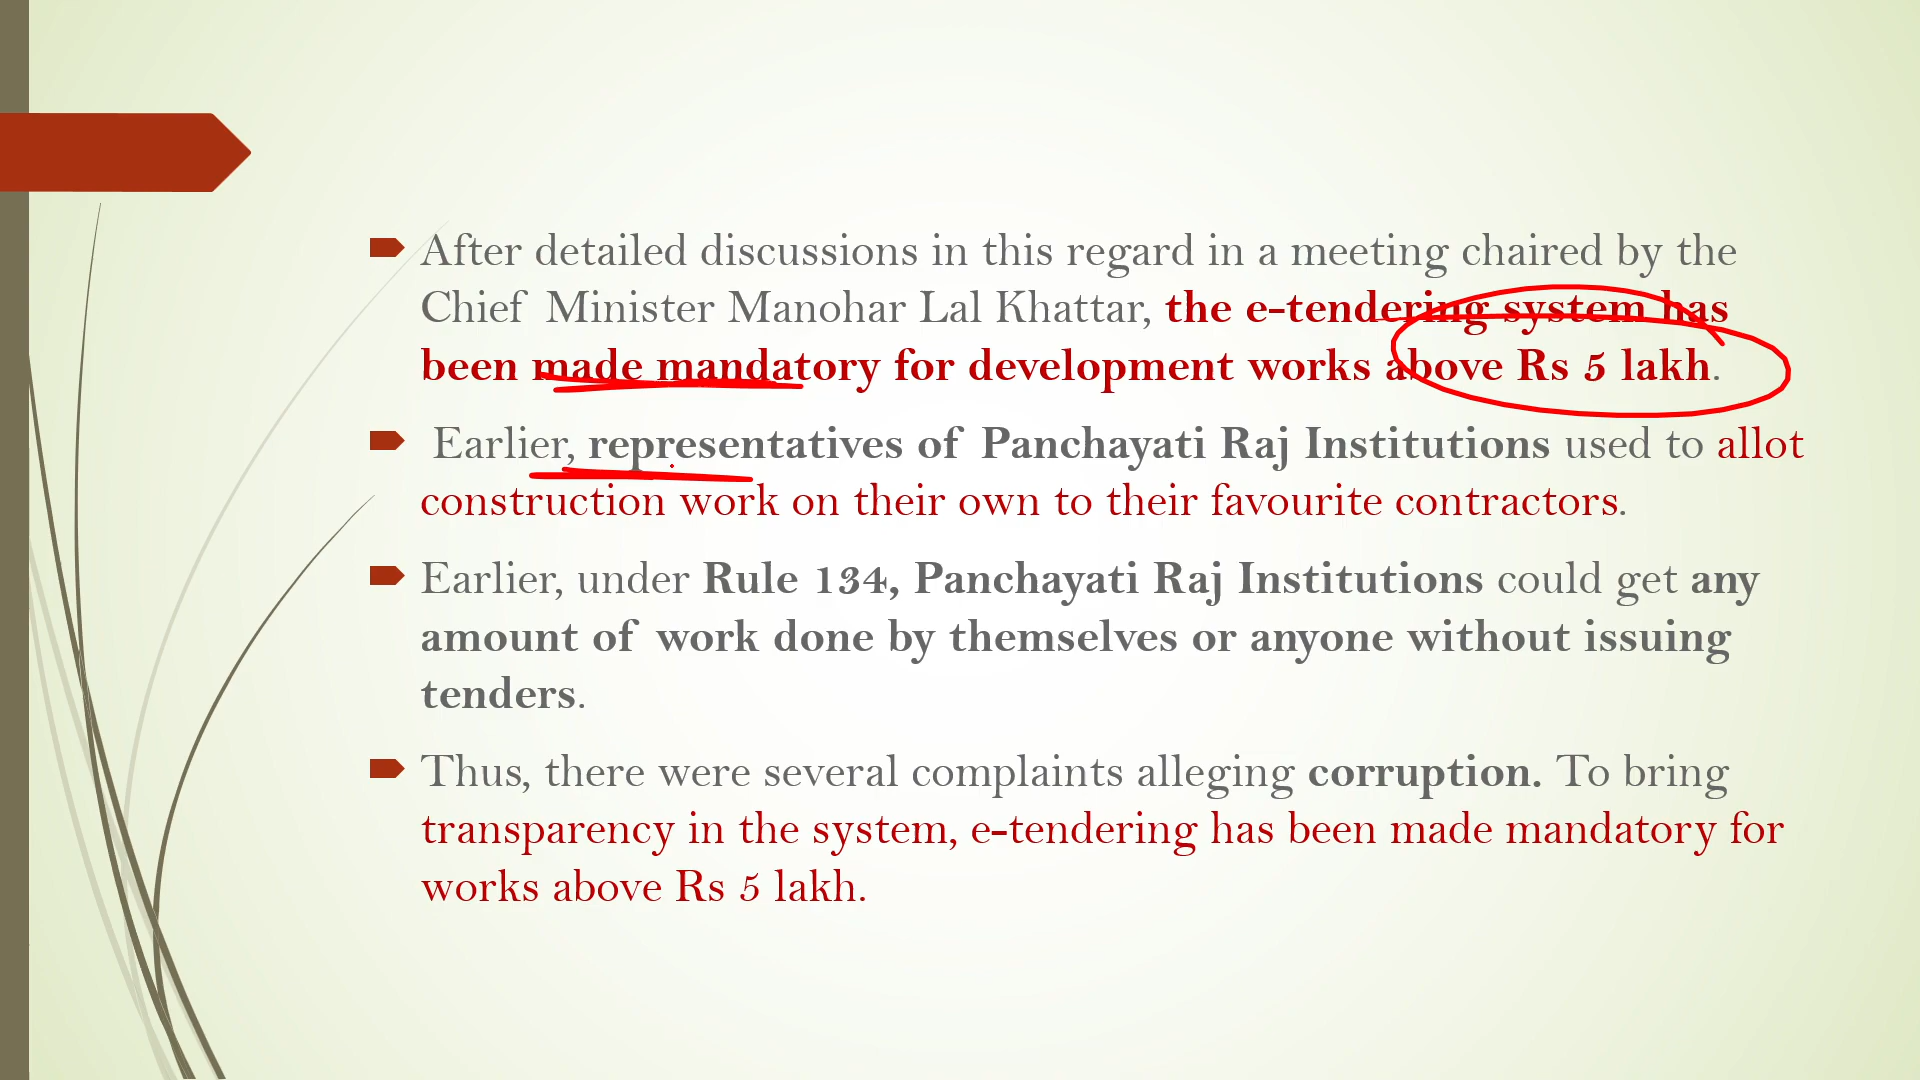 After detailed discussions in this regard in a meeting chaired by the
Chief Minister Manohar Lal Khattar, the e-tendering system has
been made mandatory for development works above Rs 5 lakh.
Earlier, representatives of Panchayati Raj Institutions used to allot
construction work on their own to their favourite contractors.
Earlier, under Rule 134, Panchayati Raj Institutions could get any
amount of work done by themselves or anyone without issuing
tenders.
Thus, there were several complaints alleging corruption. To bring
transparency in the system, e-tendering has been made mandatory for
works above Rs 5 lakh.